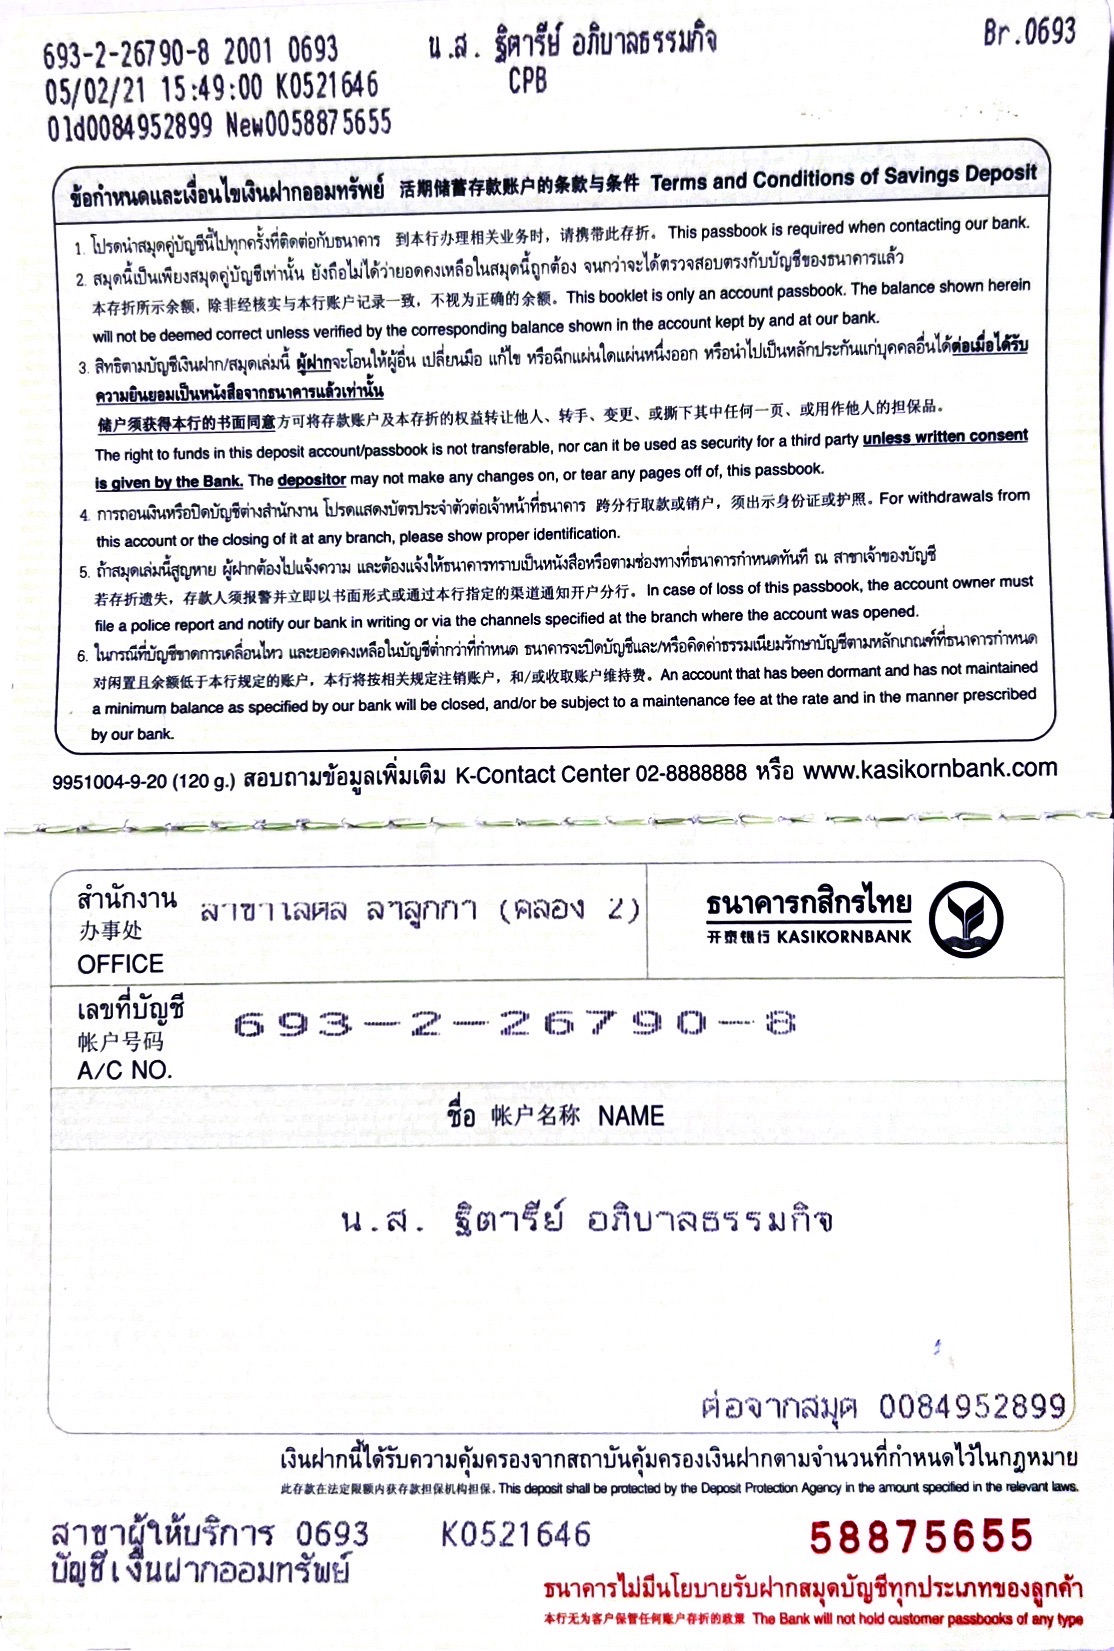 693-2-26790-8 2001 0693
น.ส. ฐิตารีย์ อภิบาลธรรมกิจ
Br.0693
05/02/21 15:49:00 K0521646
CPB
Old0084952899 New0058875655
ข้อกำหนดและเงื่อนไขเงินฝากออมทรัพย์ 活期储蓄存款账户的条款与条件 Terms and Conditions of Savings Deposit
1. โปรดนำสมุดคู่บัญชีนี้ไปทุกครั้งที่ติดต่อกับธนาคาร 到本行办理相关业务时，请携带此存折。This passbook is required when contacting our bank.
2. สมุดนี้เป็นเพียงสมุดคู่บัญชีเท่านั้น ยังถือไม่ได้ว่ายอดคงเหลือในสมุดนี้ถูกต้อง จนกว่าจะได้ตรวจสอบตรงกับบัญชีของธนาคารแล้ว
本存折所示余额，除非经核实与本行账户记录一致，不视为正确的余额。This booklet is only an account passbook. The balance shown herein
will not be deemed correct unless verified by the corresponding balance shown in the account kept by and at our bank.
3. สิทธิตามบัญชีเงินฝาก/สมุดเล่มนี้ ผู้ฝากจะโอนให้ผู้อื่น เปลี่ยนมือ แก้ไข หรือฉีกแผ่นใดแผ่นหนึ่งออก หรือนำไปเป็นหลักประกันแก่บุคคลอื่นได้ต่อเมื่อได้รับ
ความยินยอมเป็นหนังสือจากธนาคารแล้วเท่านั้น
储户须获得本行的书面同意方可将存款账户及本存折的权益转让他人、转手、变更、或撕下其中任何一页、或用作他人的担保品。
The right to funds in this deposit account/passbook is not transferable, nor can it be used as security for a third party unless written consent
is given by the Bank. The depositor may not make any changes on, or tear any pages off of, this passbook.
4. การถอนเงินหรือปิดบัญชีต่างสำนักงาน โปรดแสดงบัตรประจำตัวต่อเจ้าหน้าที่ธนาคาร 跨分行取款或销户，须出示身份证或护照。For withdrawals from
this account or the closing of it at any branch, please show proper identification.
5. ถ้าสมุดเล่มนี้สูญหาย ผู้ฝากต้องไปแจ้งความ และต้องแจ้งให้ธนาคารทราบเป็นหนังสือหรือตามช่องทางที่ธนาคารกำหนดทันที ณ สาขาเจ้าของบัญชี
若存折遗失，存款人须报警并立即以书面形式或通过本行指定的渠道通知开户分行。In case of loss of this passbook, the account owner must
file a police report and notify our bank in writing or via the channels specified at the branch where the account was opened.
6. ในกรณีที่บัญชีขาดการเคลื่อนไหว และยอดคงเหลือในบัญชีต่ำกว่าที่กำหนด ธนาคารจะปิดบัญชีและ/หรือคิดค่าธรรมเนียมรักษาบัญชีตามหลักเกณฑ์ที่ธนาคารกำหนด
对闲置且余额低于本行规定的账户，本行将按相关规定注销账户，和/或收取账户维持费。An account that has been dormant and has not maintained
a minimum balance as specified by our bank will be closed, and/or be subject to a maintenance fee at the rate and in the manner prescribed
by our bank.
9951004-9-20 (120 g.) สอบถามข้อมูลเพิ่มเติม K-Contact Center 02-8888888 หรือ www.kasikornbank.com
สำนักงาน
办事处
OFFICE
สาขาโลตัส ลำลูกกา (คลอง 2)
ธนาคารกสิกรไทย
开泰银行 KASIKORNBANK
เลขที่บัญชี
帐户号码
A/C NO.
693-2-26790-8
ชื่อ 帐户名称 NAME
น.ส. ฐิตารีย์ อภิบาลธรรมกิจ
ต่อจากสมุด 0084952899
เงินฝากนี้ได้รับความคุ้มครองจากสถาบันคุ้มครองเงินฝากตามจำนวนที่กำหนดไว้ในกฎหมาย
此存款在法定限额内获存款担保机构担保。This deposit shall be protected by the Deposit Protection Agency in the amount specified in the relevant laws.
สาขาผู้ให้บริการ 0693 K0521646
58875655
บัญชีเงินฝากออมทรัพย์
ธนาคารไม่มีนโยบายรับฝากสมุดบัญชีทุกประเภทของลูกค้า
本行无为客户保管任何账户存折的政策 The Bank will not hold customer passbooks of any type